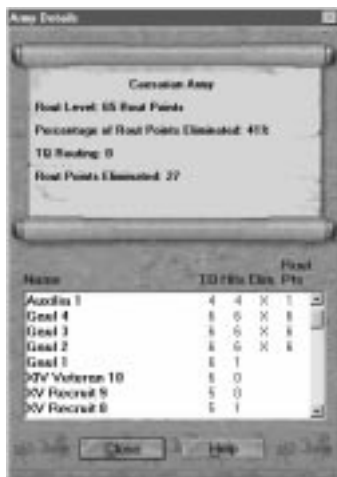 Army Details
Caesarian Army
Rout Level: 65 Rout Points
Percentage of Rout Points Eliminated: 41%
TQ Routing: 8
Rout Points Eliminated: 27
Rout
Name TQ Hits Elim Pts
Auxilia 1 4 4 X 1
Gaul 4 6 6 X 6
Gaul 3 6 6 X 6
Gaul 2 6 6 X 6
Gaul 1 6 1
XIV Veteran 10 6 0
XV Recruit 9 5 0
XV Recruit 8 5 1
Close Help